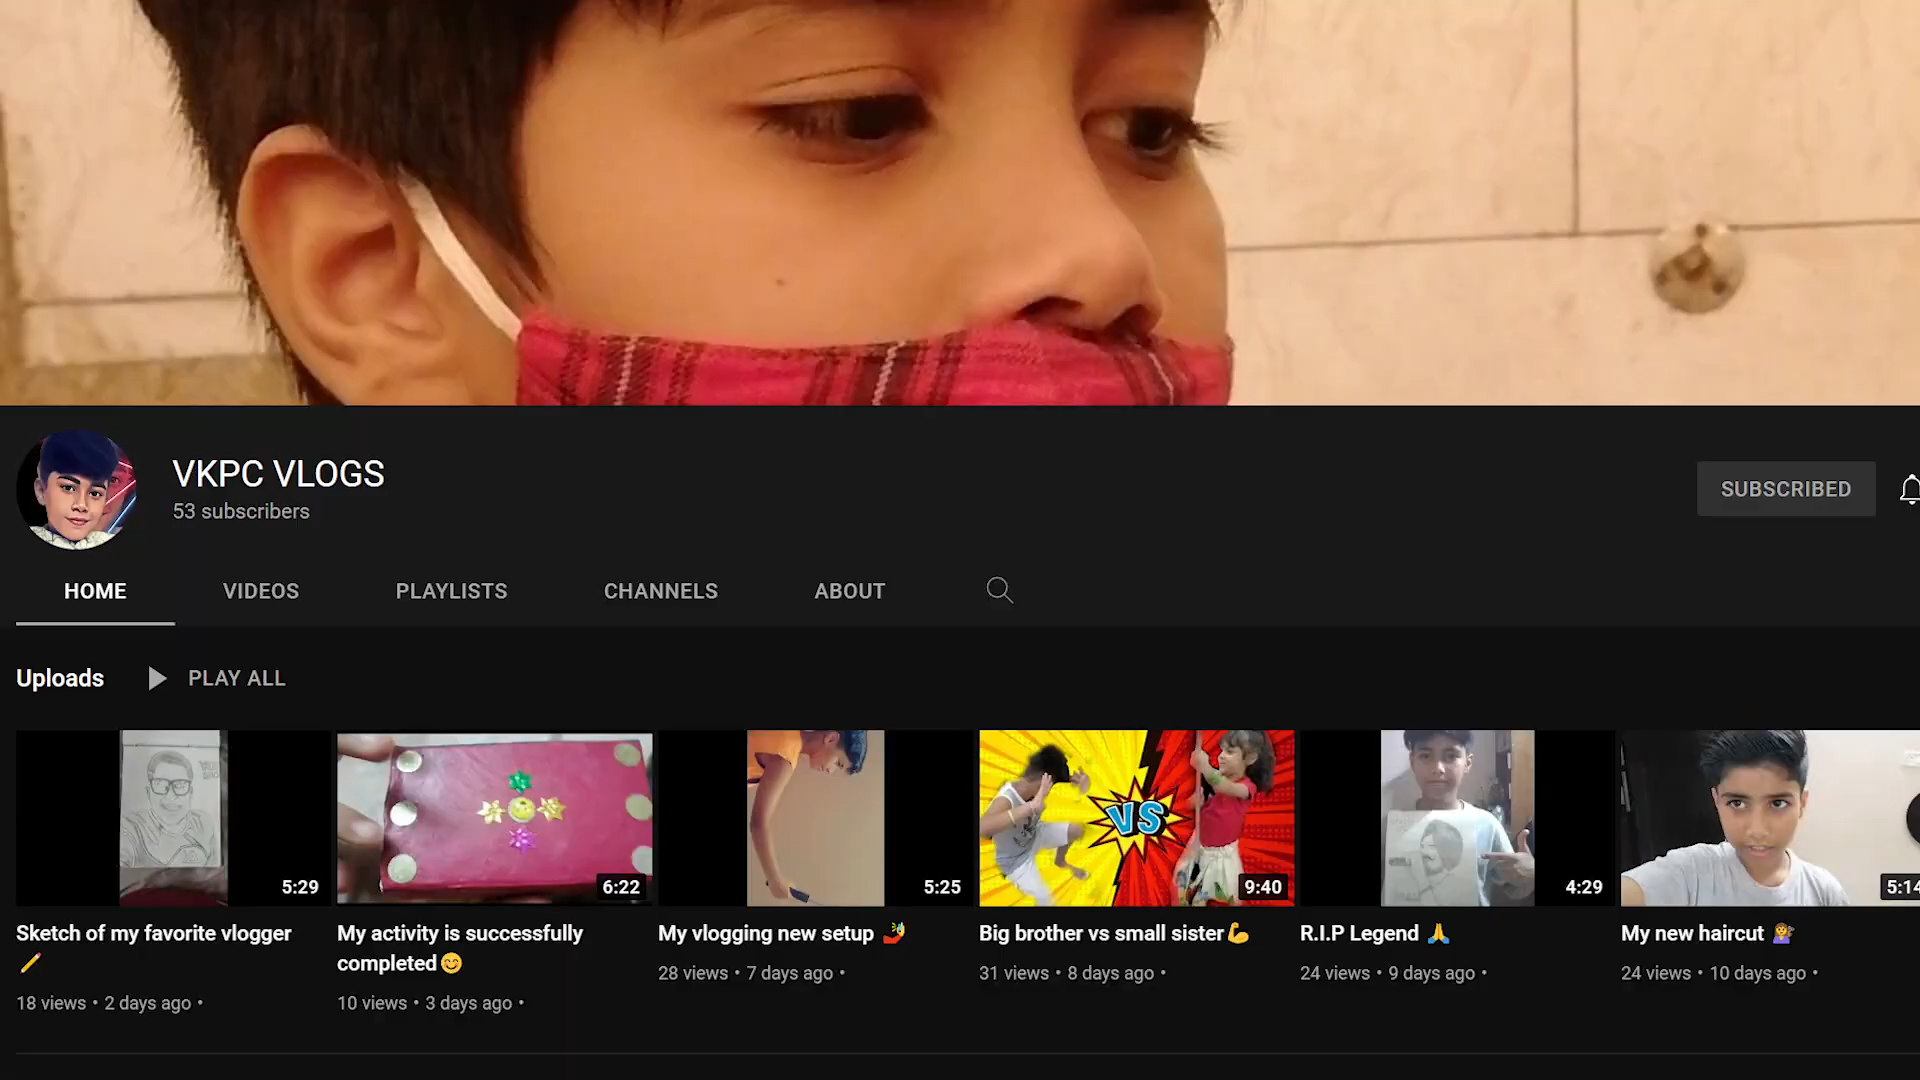 VKPC VLOGS
53 subscribers
SUBSCRIBED
HOME VIDEOS PLAYLISTS CHANNELS ABOUT
Uploads PLAY ALL
5:29
6:22
5:25
VS
9:40
4:29
5:14
Sketch of my favorite vlogger
✏️
18 views • 2 days ago •
My activity is successfully
completed😊
10 views • 3 days ago •
My vlogging new setup 🤳
28 views • 7 days ago •
Big brother vs small sister💪
31 views • 8 days ago •
R.I.P Legend 🙏
24 views • 9 days ago •
My new haircut 💇
24 views • 10 days ago •